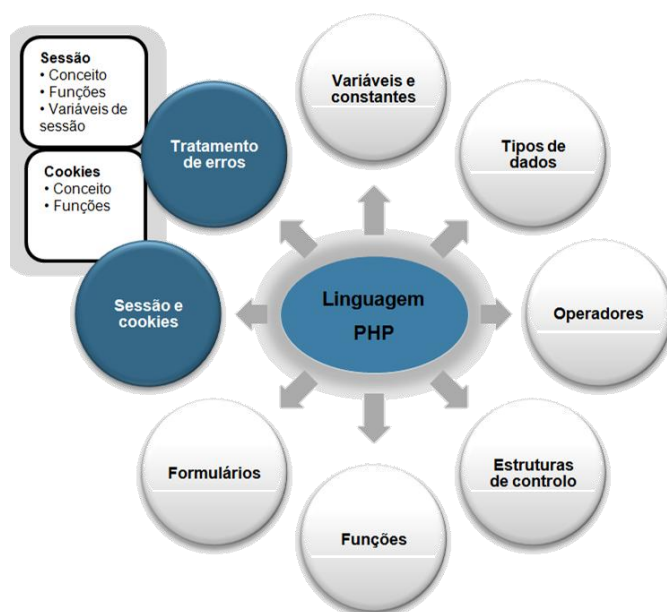 Sessão
• Conceito
• Funções
• Variáveis de
sessão
Cookies
• Conceito
• Funções
Variáveis e
constantes
Tratamento
de erros
Tipos de
dados
Sessão e
cookies
Linguagem
PHP
Operadores
Formulários
Estruturas
de controlo
Funções